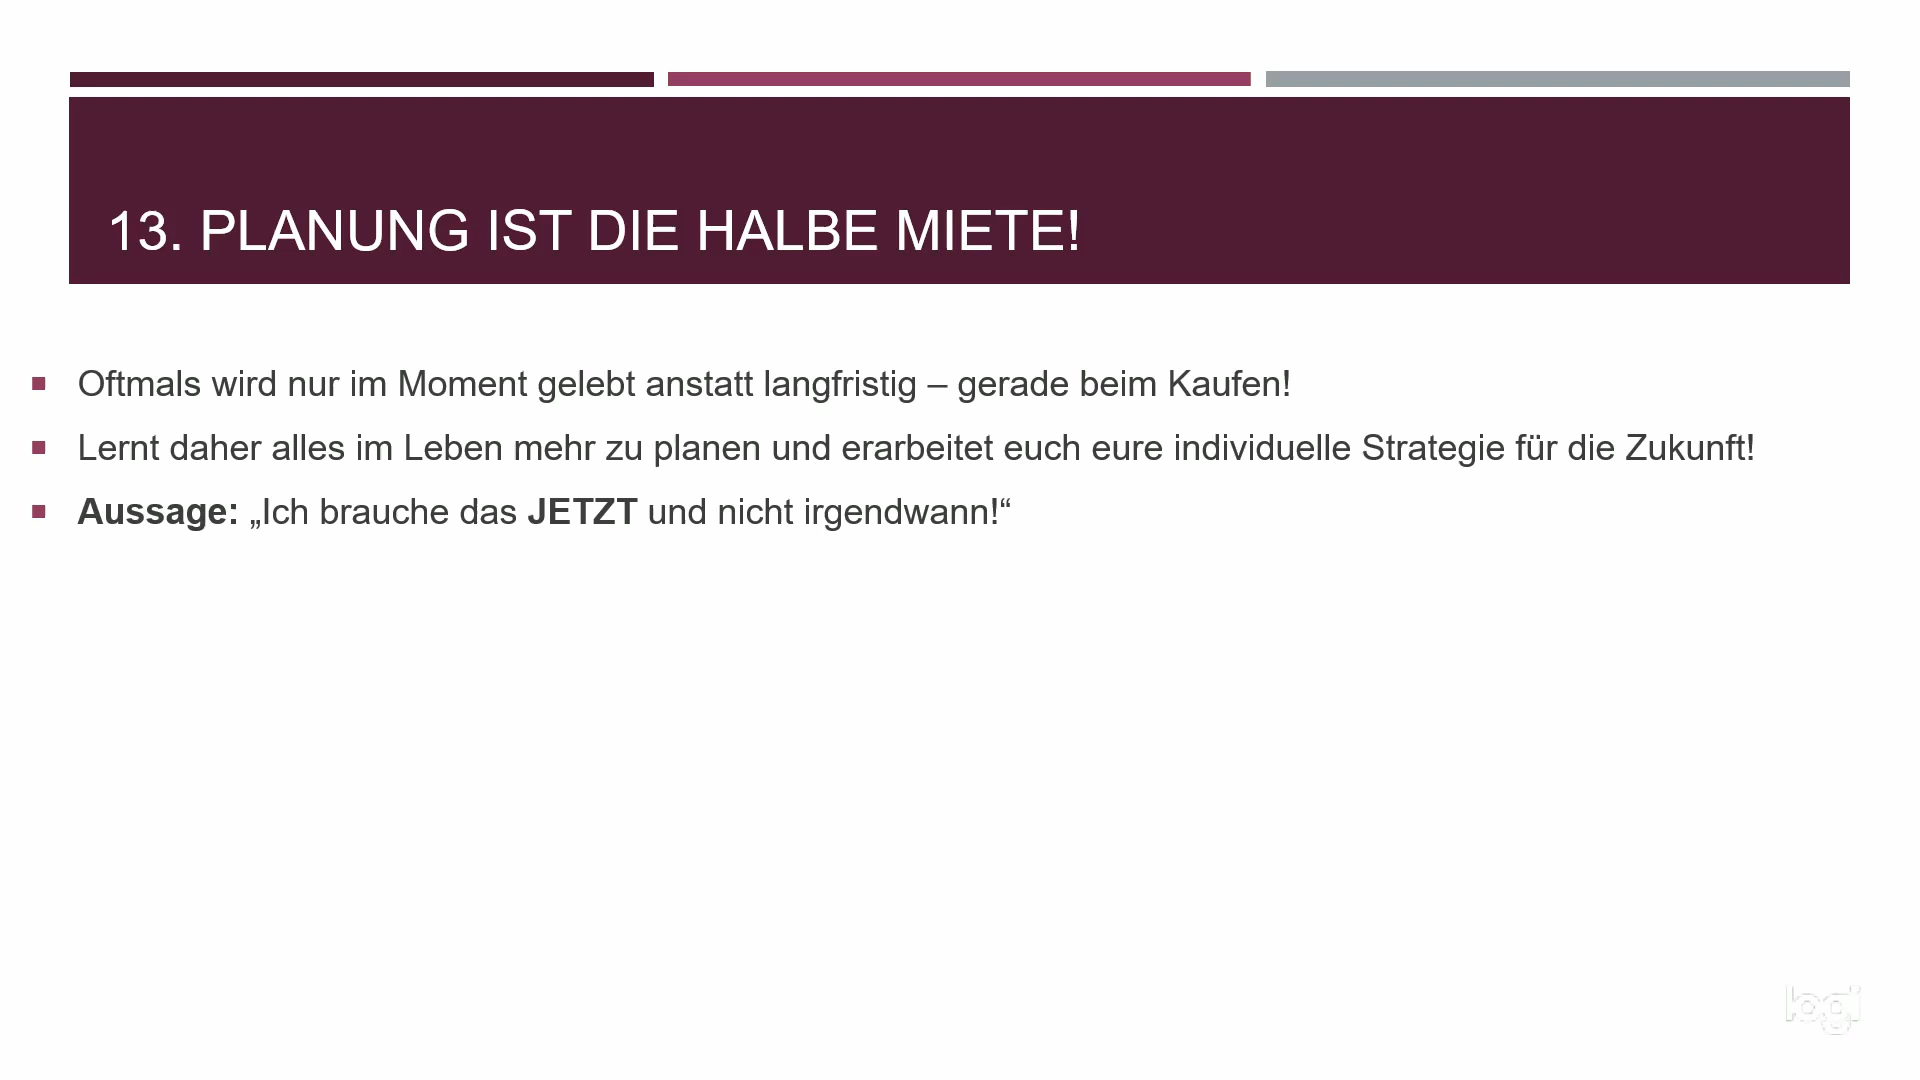 13. PLANUNG IST DIE HALBE MIETE!
Oftmals wird nur im Moment gelebt anstatt langfristig – gerade beim Kaufen!
Lernt daher alles im Leben mehr zu planen und erarbeitet euch eure individuelle Strategie für die Zukunft!
Aussage: „Ich brauche das JETZT und nicht irgendwann!“
logi